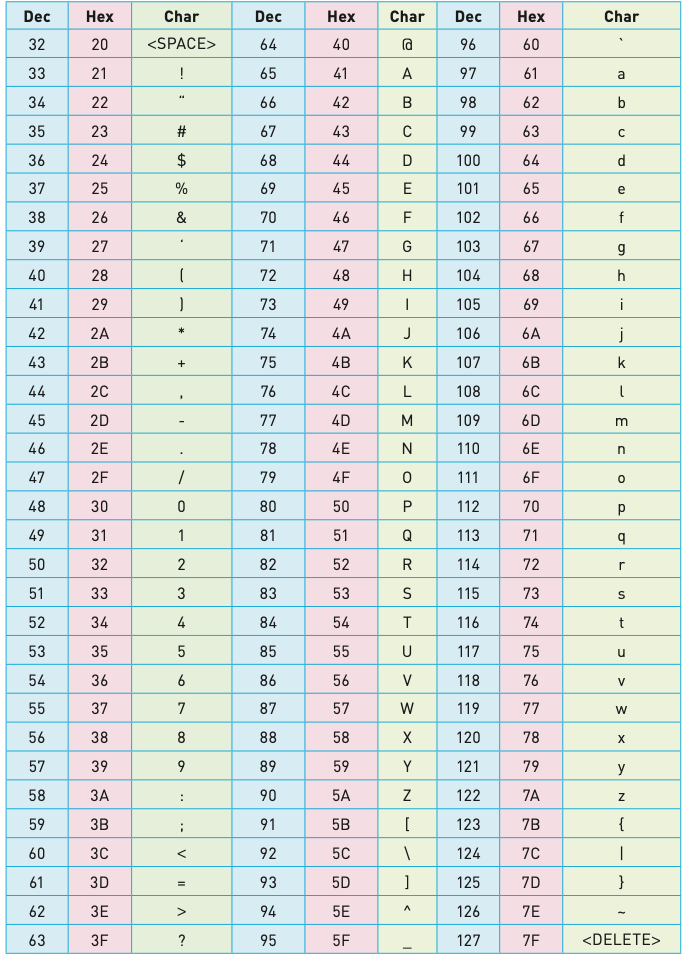 Dec Hex Char Dec Hex Char Dec Hex Char
32 20 <SPACE> 64 40 @ 96 60 `
33 21 ! 65 41 A 97 61 a
34 22 “ 66 42 B 98 62 b
35 23 # 67 43 C 99 63 c
36 24 $ 68 44 D 100 64 d
37 25 % 69 45 E 101 65 e
38 26 & 70 46 F 102 66 f
39 27 ‘ 71 47 G 103 67 g
40 28 ( 72 48 H 104 68 h
41 29 ) 73 49 I 105 69 i
42 2A * 74 4A J 106 6A j
43 2B + 75 4B K 107 6B k
44 2C , 76 4C L 108 6C l
45 2D - 77 4D M 109 6D m
46 2E . 78 4E N 110 6E n
47 2F / 79 4F O 111 6F o
48 30 0 80 50 P 112 70 p
49 31 1 81 51 Q 113 71 q
50 32 2 82 52 R 114 72 r
51 33 3 83 53 S 115 73 s
52 34 4 84 54 T 116 74 t
53 35 5 85 55 U 117 75 u
54 36 6 86 56 V 118 76 v
55 37 7 87 57 W 119 77 w
56 38 8 88 58 X 120 78 x
57 39 9 89 59 Y 121 79 y
58 3A : 90 5A Z 122 7A z
59 3B ; 91 5B [ 123 7B {
60 3C < 92 5C \ 124 7C |
61 3D = 93 5D ] 125 7D }
62 3E > 94 5E ^ 126 7E ~
63 3F ? 95 5F _ 127 7F <DELETE>